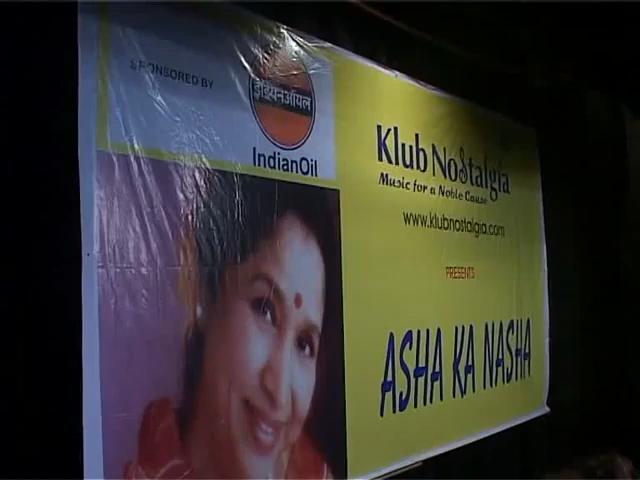 SPONSORED BY
इंडियनऑयल
IndianOil
Klub Nostalgia
Music for a Noble Cause
www.klubnostalgia.com
PRESENTS
ASHA KA NASHA